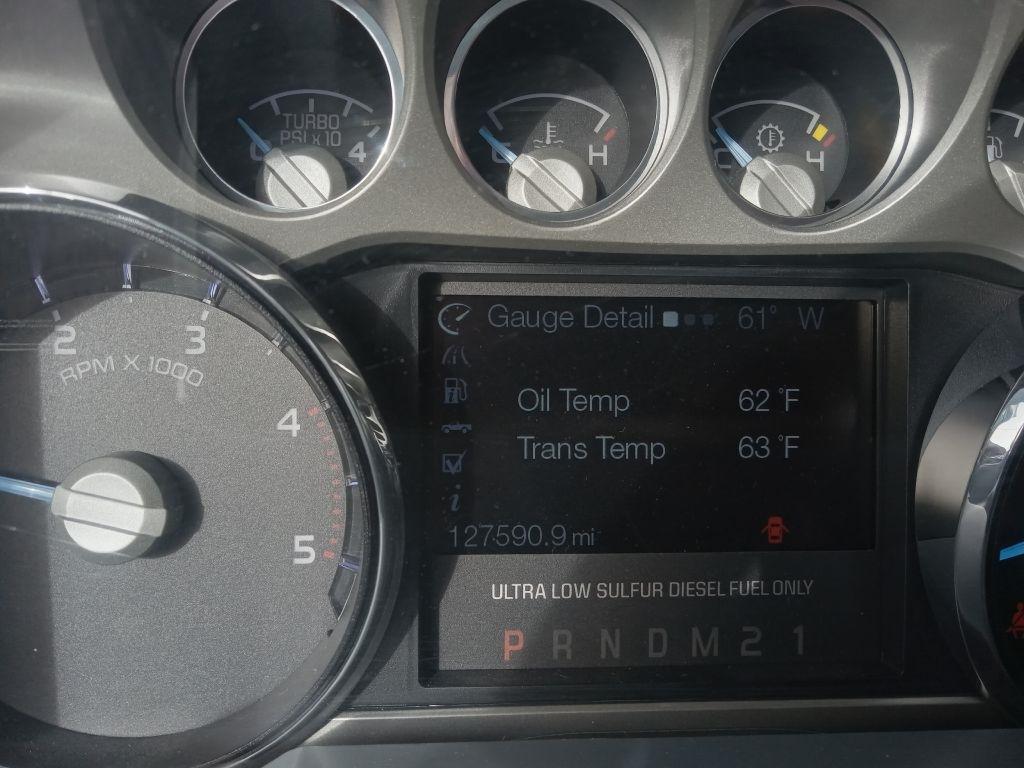 TURBO
PSI x 10
0 4
C H
C
2 3
RPM X 1000
4
5
Gauge Detail 61° W
Oil Temp 62 °F
Trans Temp 63 °F
i
127590.9 mi
ULTRA LOW SULFUR DIESEL FUEL ONLY
P R N D M 2 1